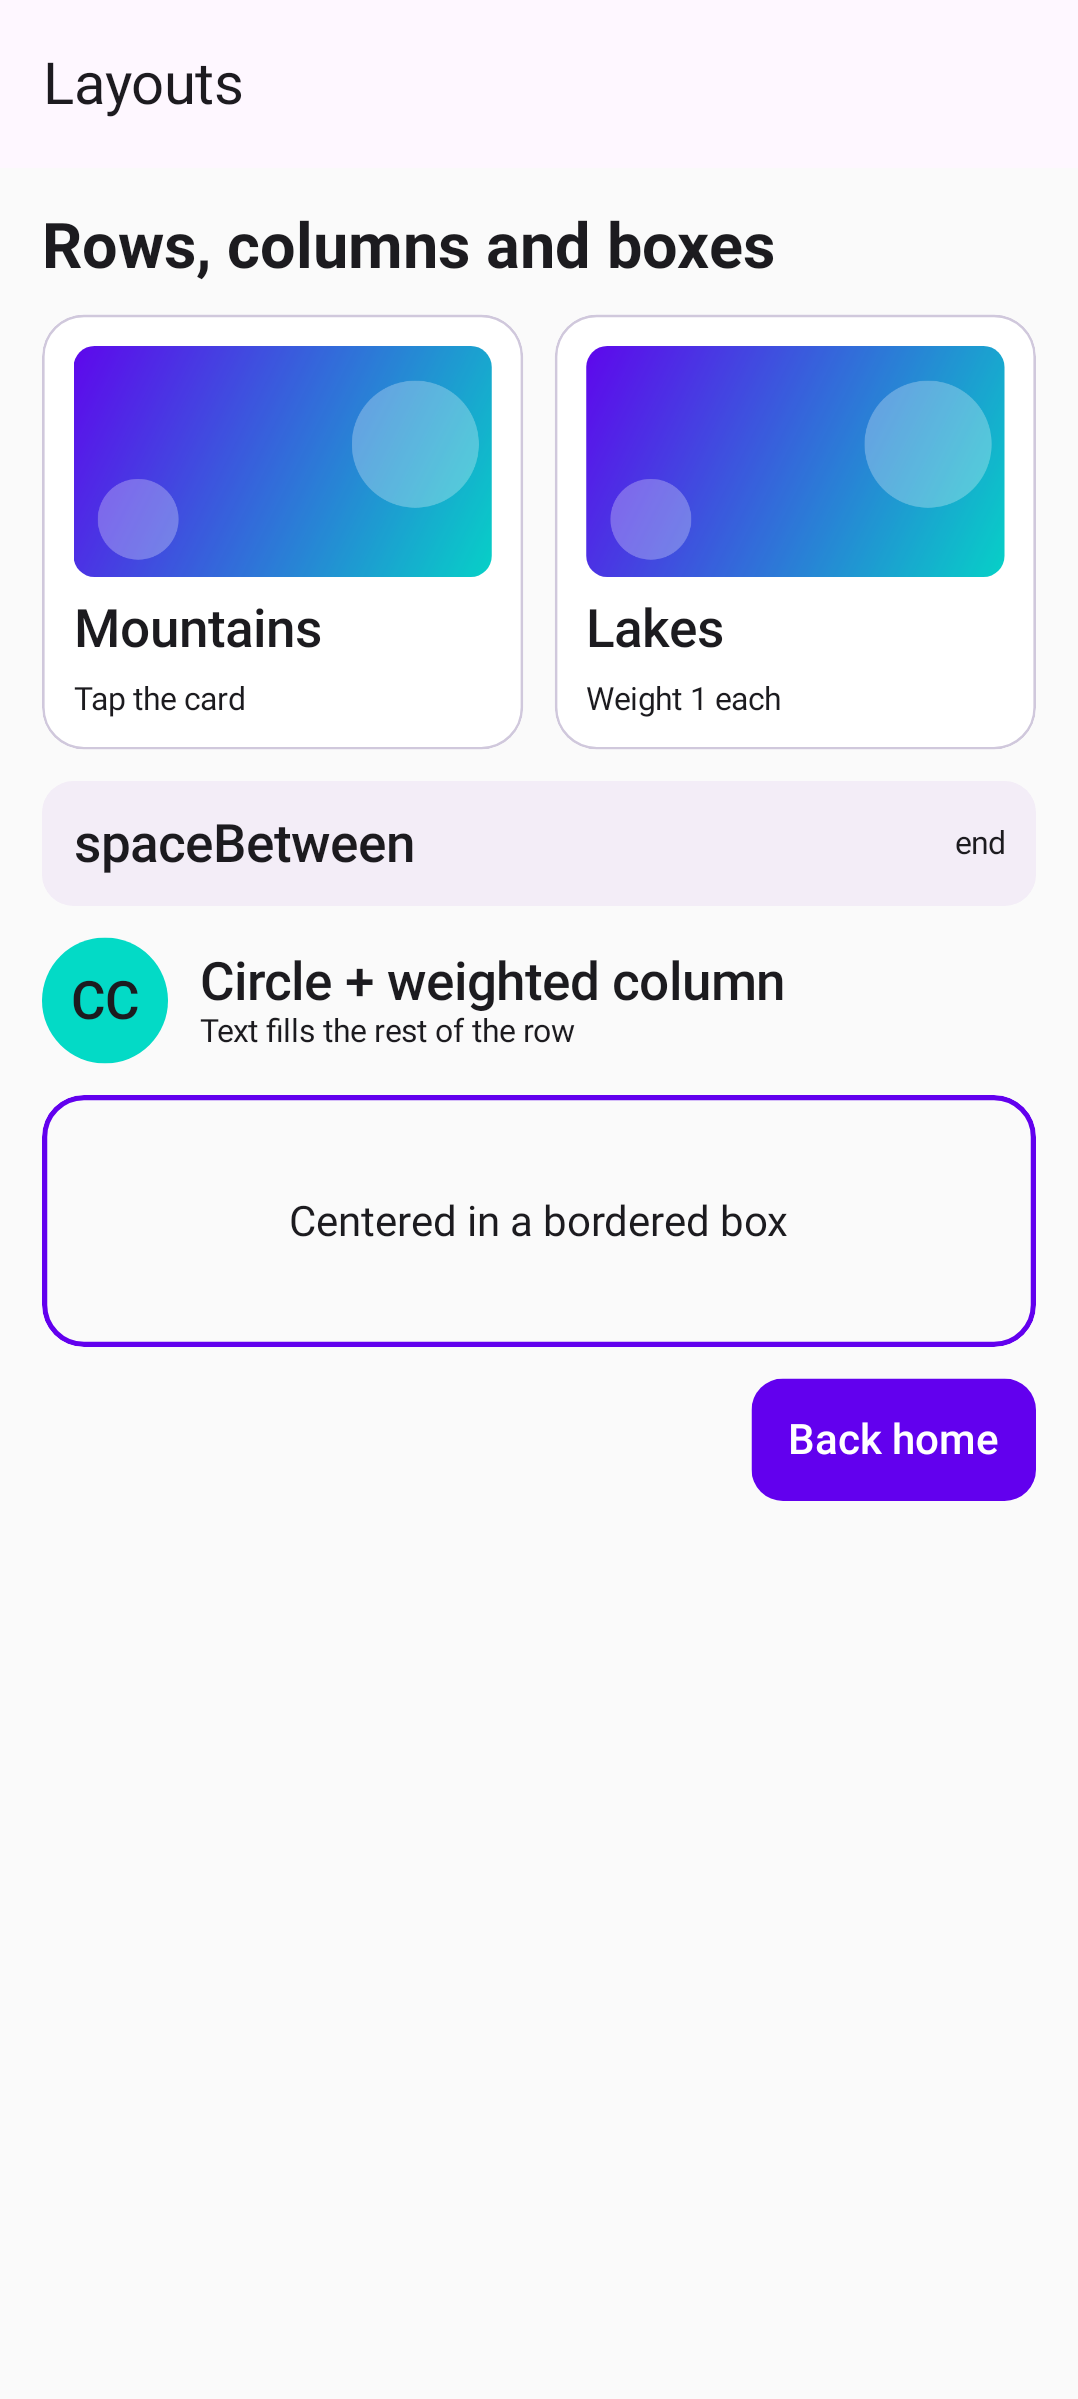 Layouts
Rows, columns and boxes
Mountains
Tap the card
Lakes
Weight 1 each
spaceBetween
end
CC
Circle + weighted column
Text fills the rest of the row
Centered in a bordered box
Back home